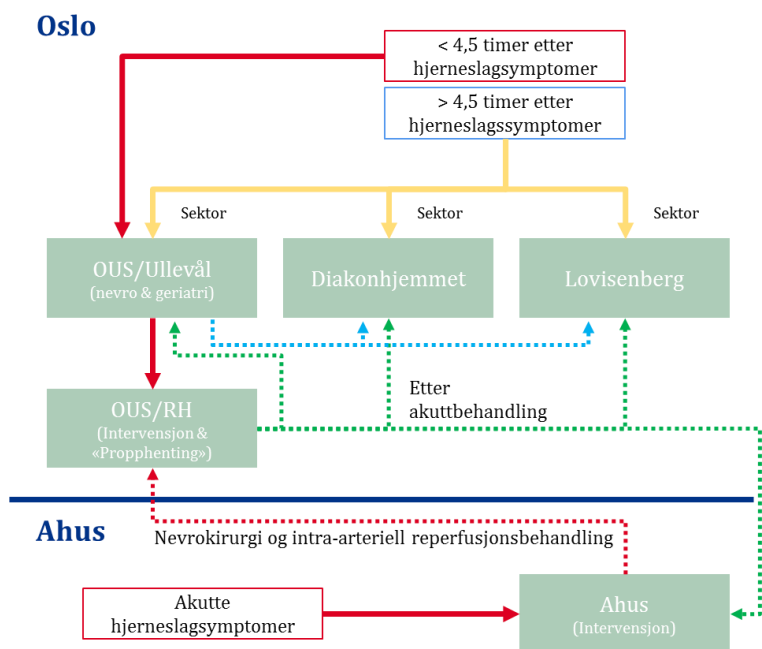 Oslo
< 4,5 timer etter
hjerneslagsymptomer
> 4,5 timer etter
hjerneslagssymptomer
Sektor
Sektor
Sektor
OUS/Ullevål
(nevro & geriatri)
Diakonhjemmet
Lovisenberg
Etter
akuttbehandling
OUS/RH
(Intervensjon &
«Propphenting»)
Ahus
Nevrokirurgi og intra-arteriell reperfusjonsbehandling
Akutte
hjerneslagsymptomer
Ahus
(Intervensjon)